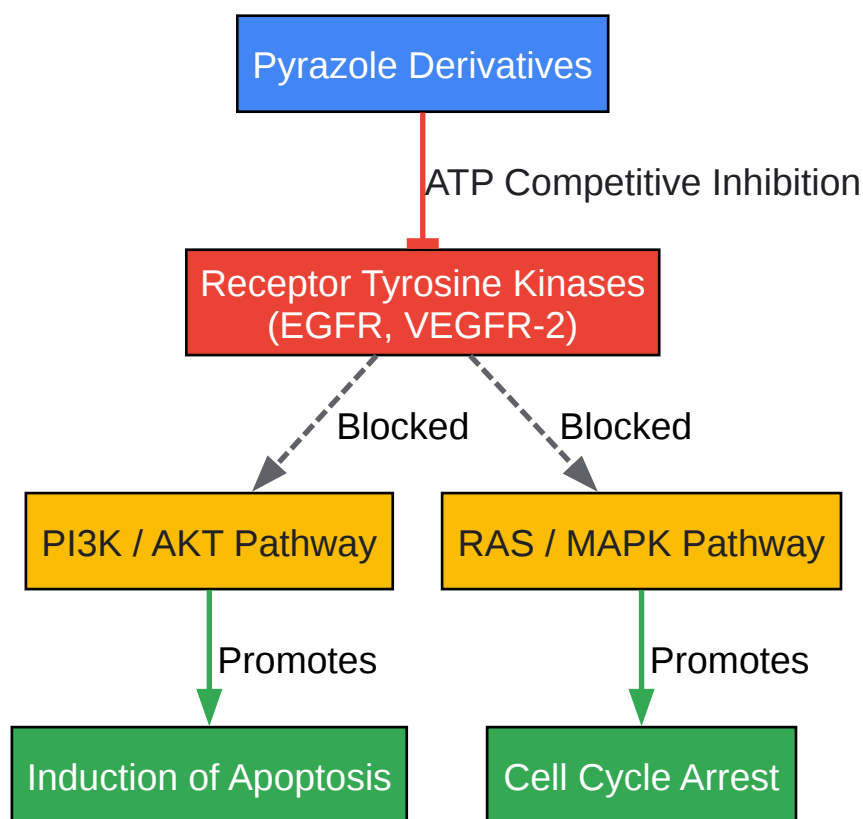 Pyrazole Derivatives
ATP Competitive Inhibition
Receptor Tyrosine Kinases
(EGFR, VEGFR-2)
Blocked
Blocked
PI3K / AKT Pathway
RAS / MAPK Pathway
Promotes
Promotes
Induction of Apoptosis
Cell Cycle Arrest